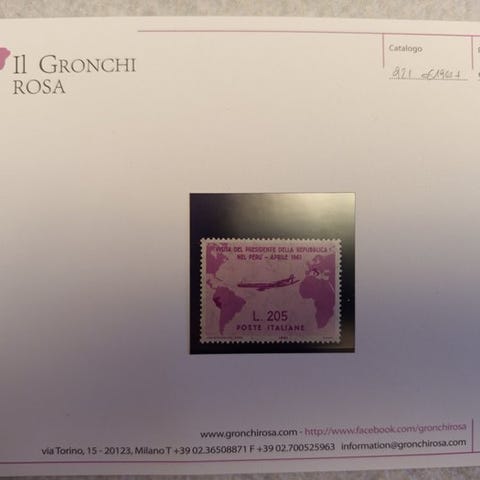 Il Gronchi
Rosa
Catalogo
921
VISITA DEL PRESIDENTE DELLA REPUBBLICA
NEL PERU' - APRILE 1961
L. 205
POSTE ITALIANE
1961
www.gronchirosa.com - http://www.facebook.com/gronchirosa
via Torino, 15 - 20123, Milano T +39 02.36508871 F +39 02.700525963 information@gronchirosa.com